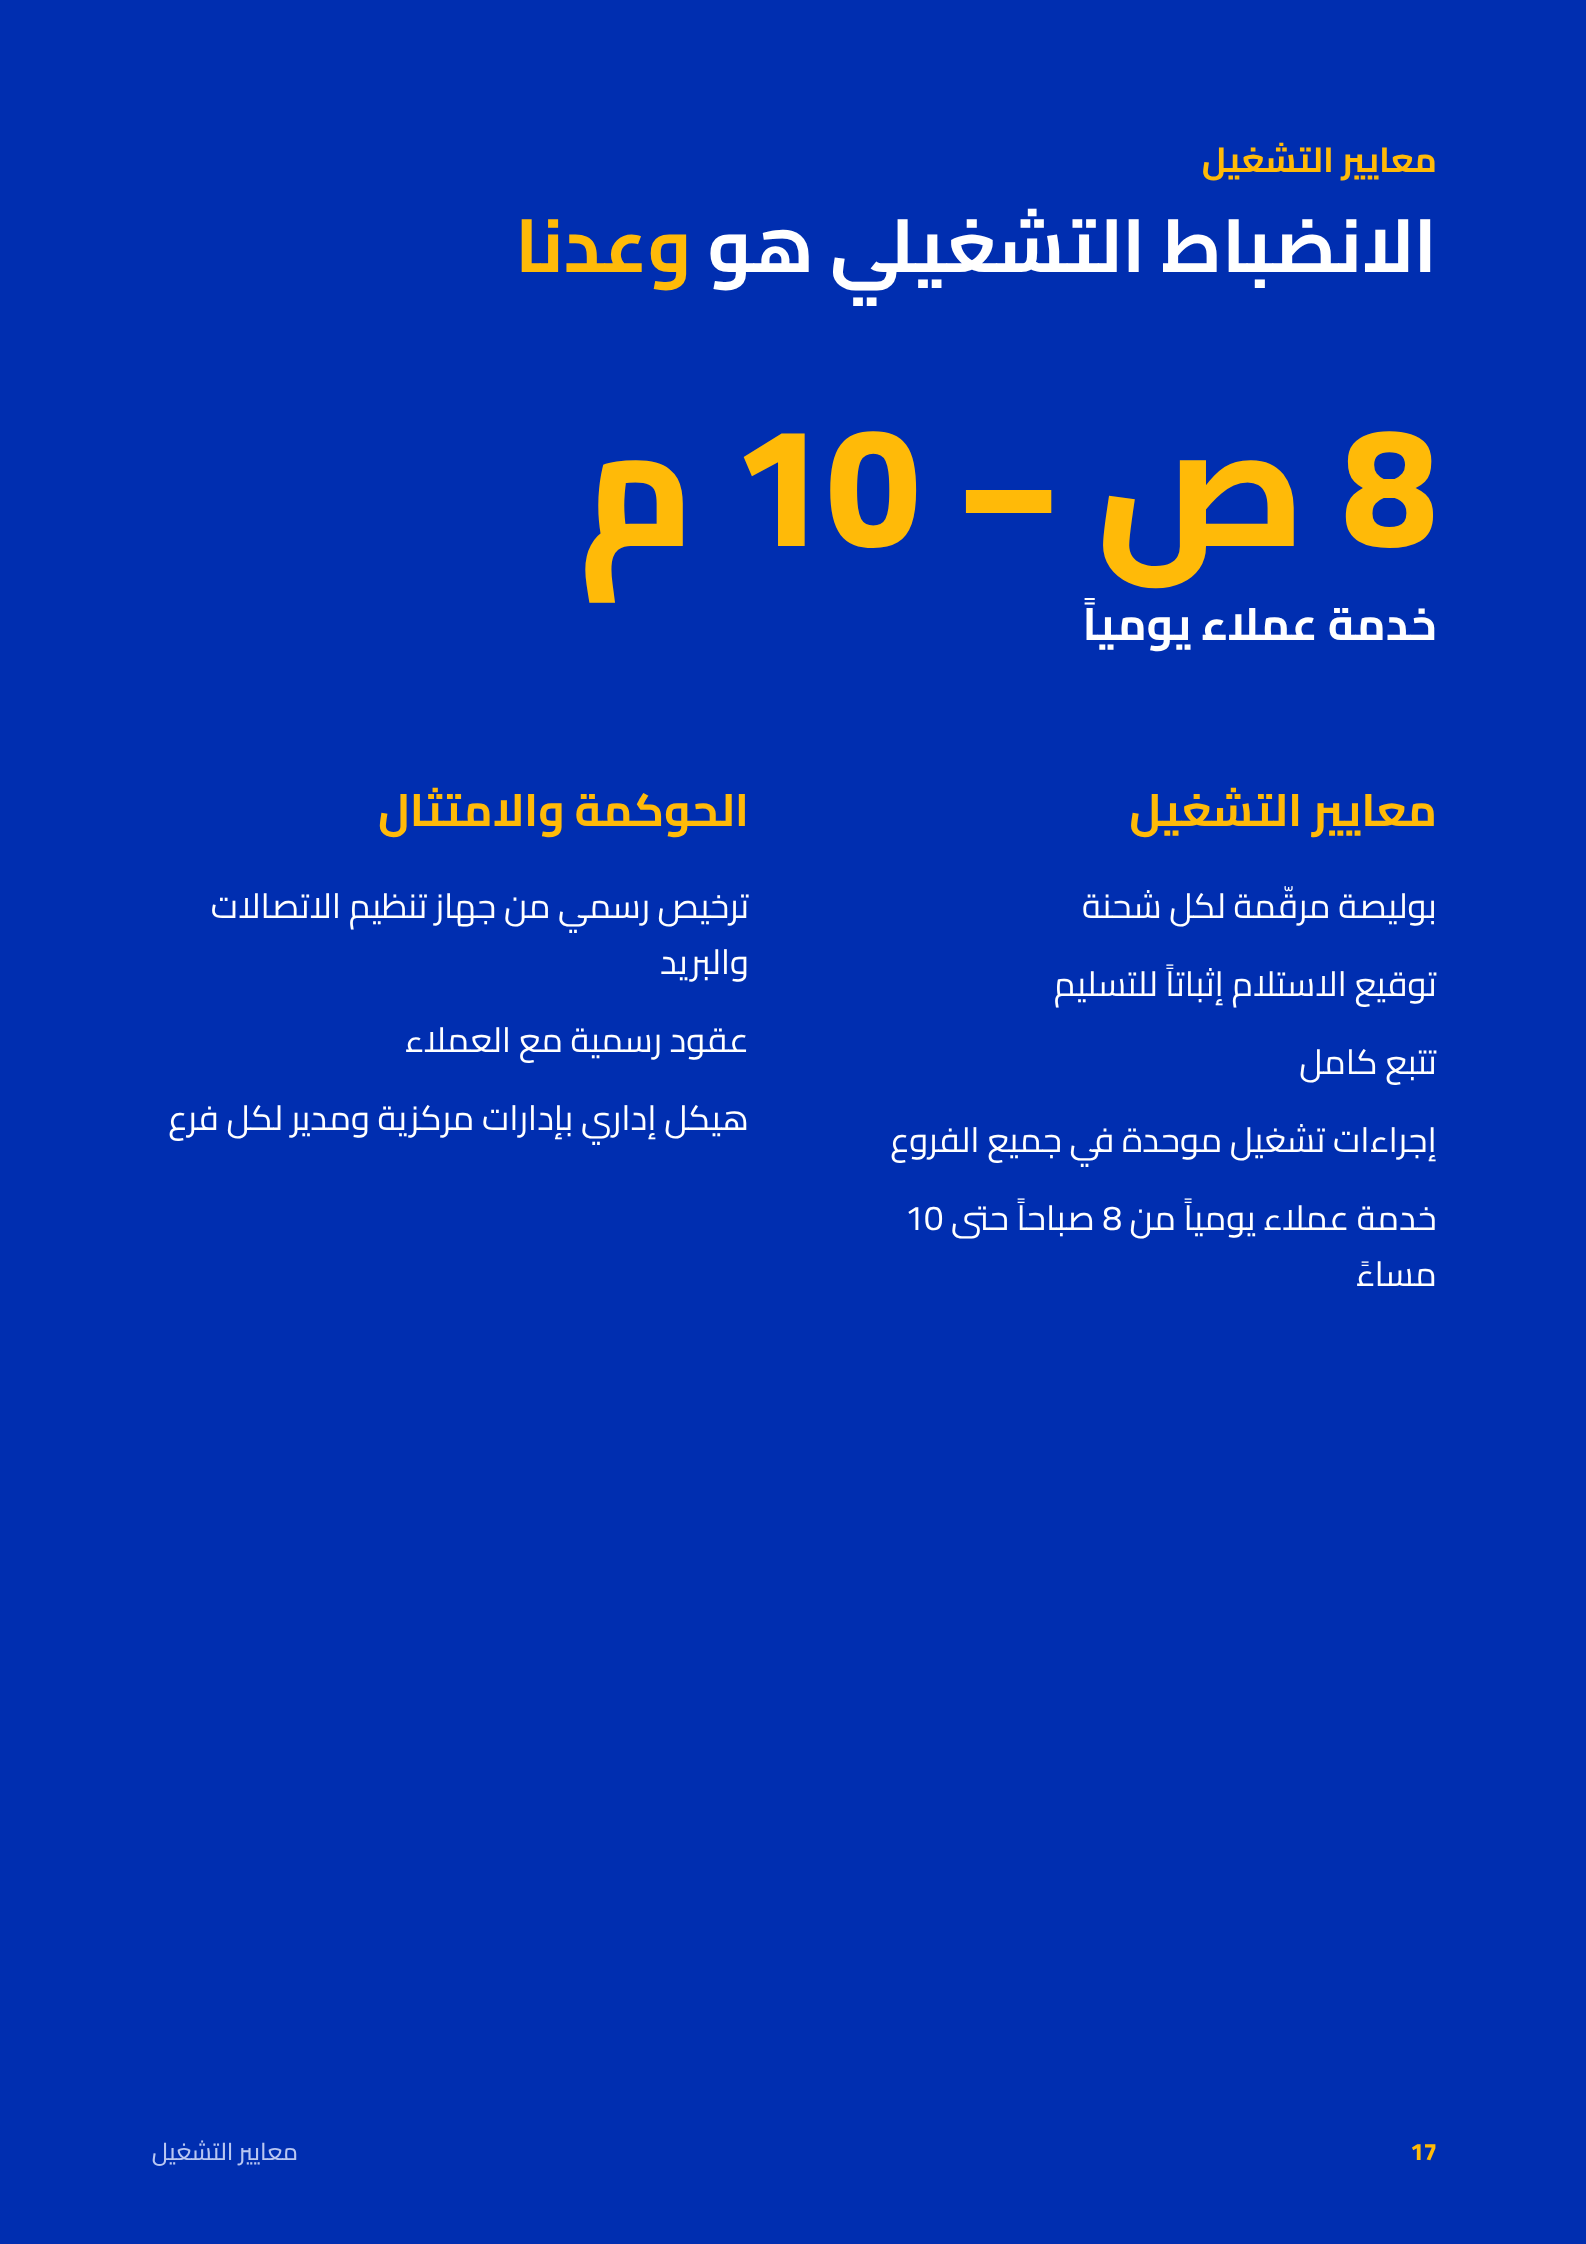 معايير التشغيل
الانضباط التشغيلي هو وعدنا
8 ص – 10 م
خدمة عملاء يومياً
معايير التشغيل
بوليصة مرقّمة لكل شحنة
توقيع الاستلام إثباتاً للتسليم
تتبع كامل
إجراءات تشغيل موحدة في جميع الفروع
خدمة عملاء يومياً من 8 صباحاً حتى 10
مساءً
الحوكمة والامتثال
ترخيص رسمي من جهاز تنظيم الاتصالات
والبريد
عقود رسمية مع العملاء
هيكل إداري بإدارات مركزية ومدير لكل فرع
17
معايير التشغيل